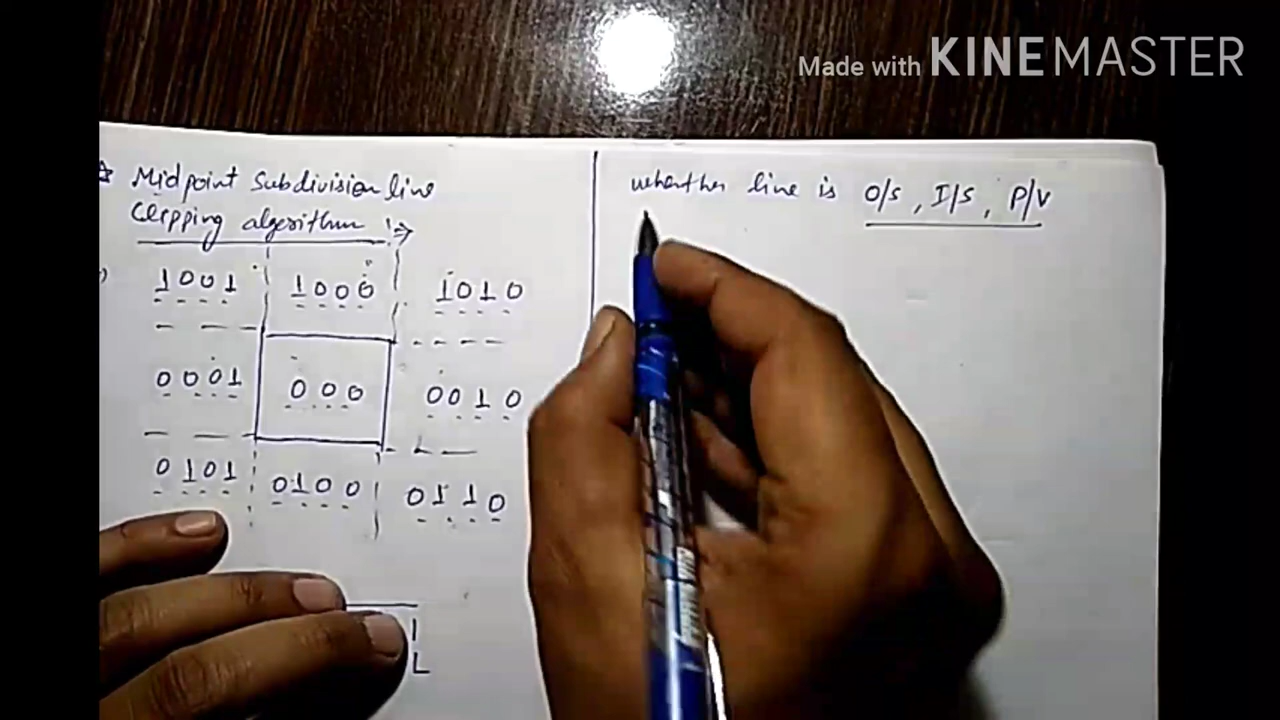 Made with KINEMASTER
☆ Midpoint Subdivision line
Clipping algorithm :→
1001 1000 1010
0001 000 0010
0101 0100 0110
whether line is O/S, I/S, P/V